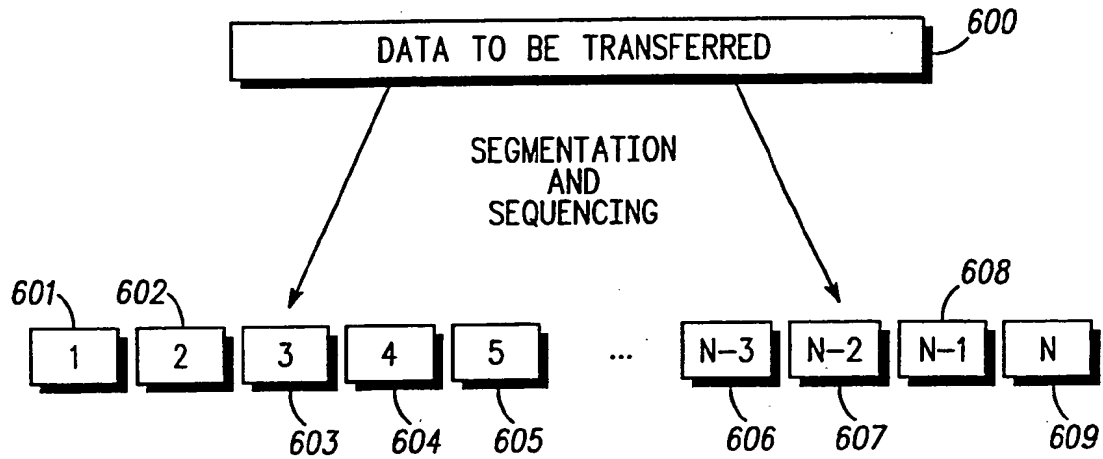 DATA TO BE TRANSFERRED
600
SEGMENTATION
AND
SEQUENCING
601
602
608
1
2
3
4
5
...
N-3
N-2
N-1
N
603
604
605
606
607
609